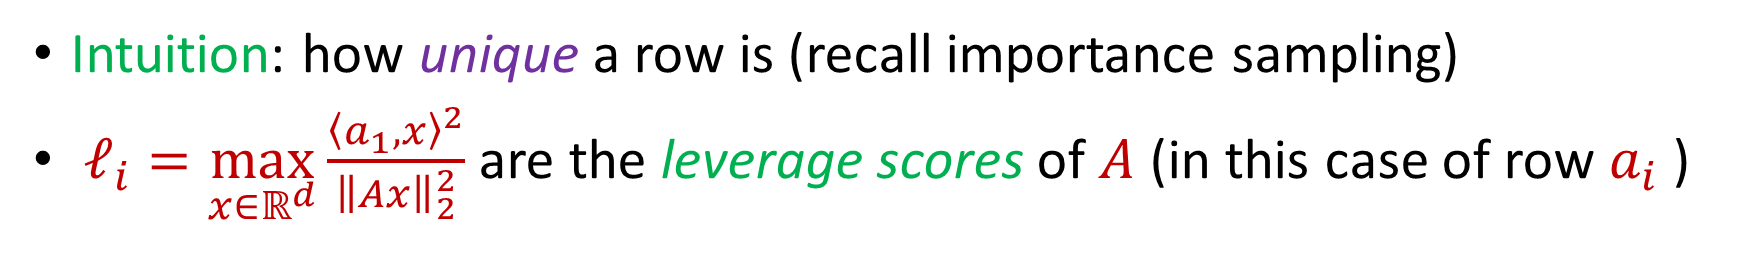 • Intuition: how unique a row is (recall importance sampling)
• ℓ_i = max_{x∈ℝ^d} ⟨a_1,x⟩^2 / ‖Ax‖_2^2 are the leverage scores of A (in this case of row a_i )